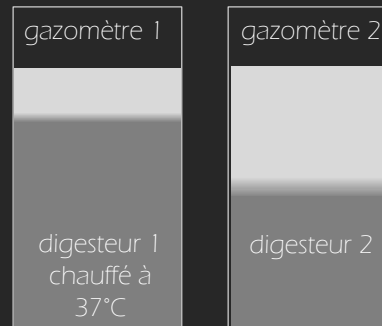 gazomètre 1
gazomètre 2
digesteur 1
chauffé à
37°C
digesteur 2